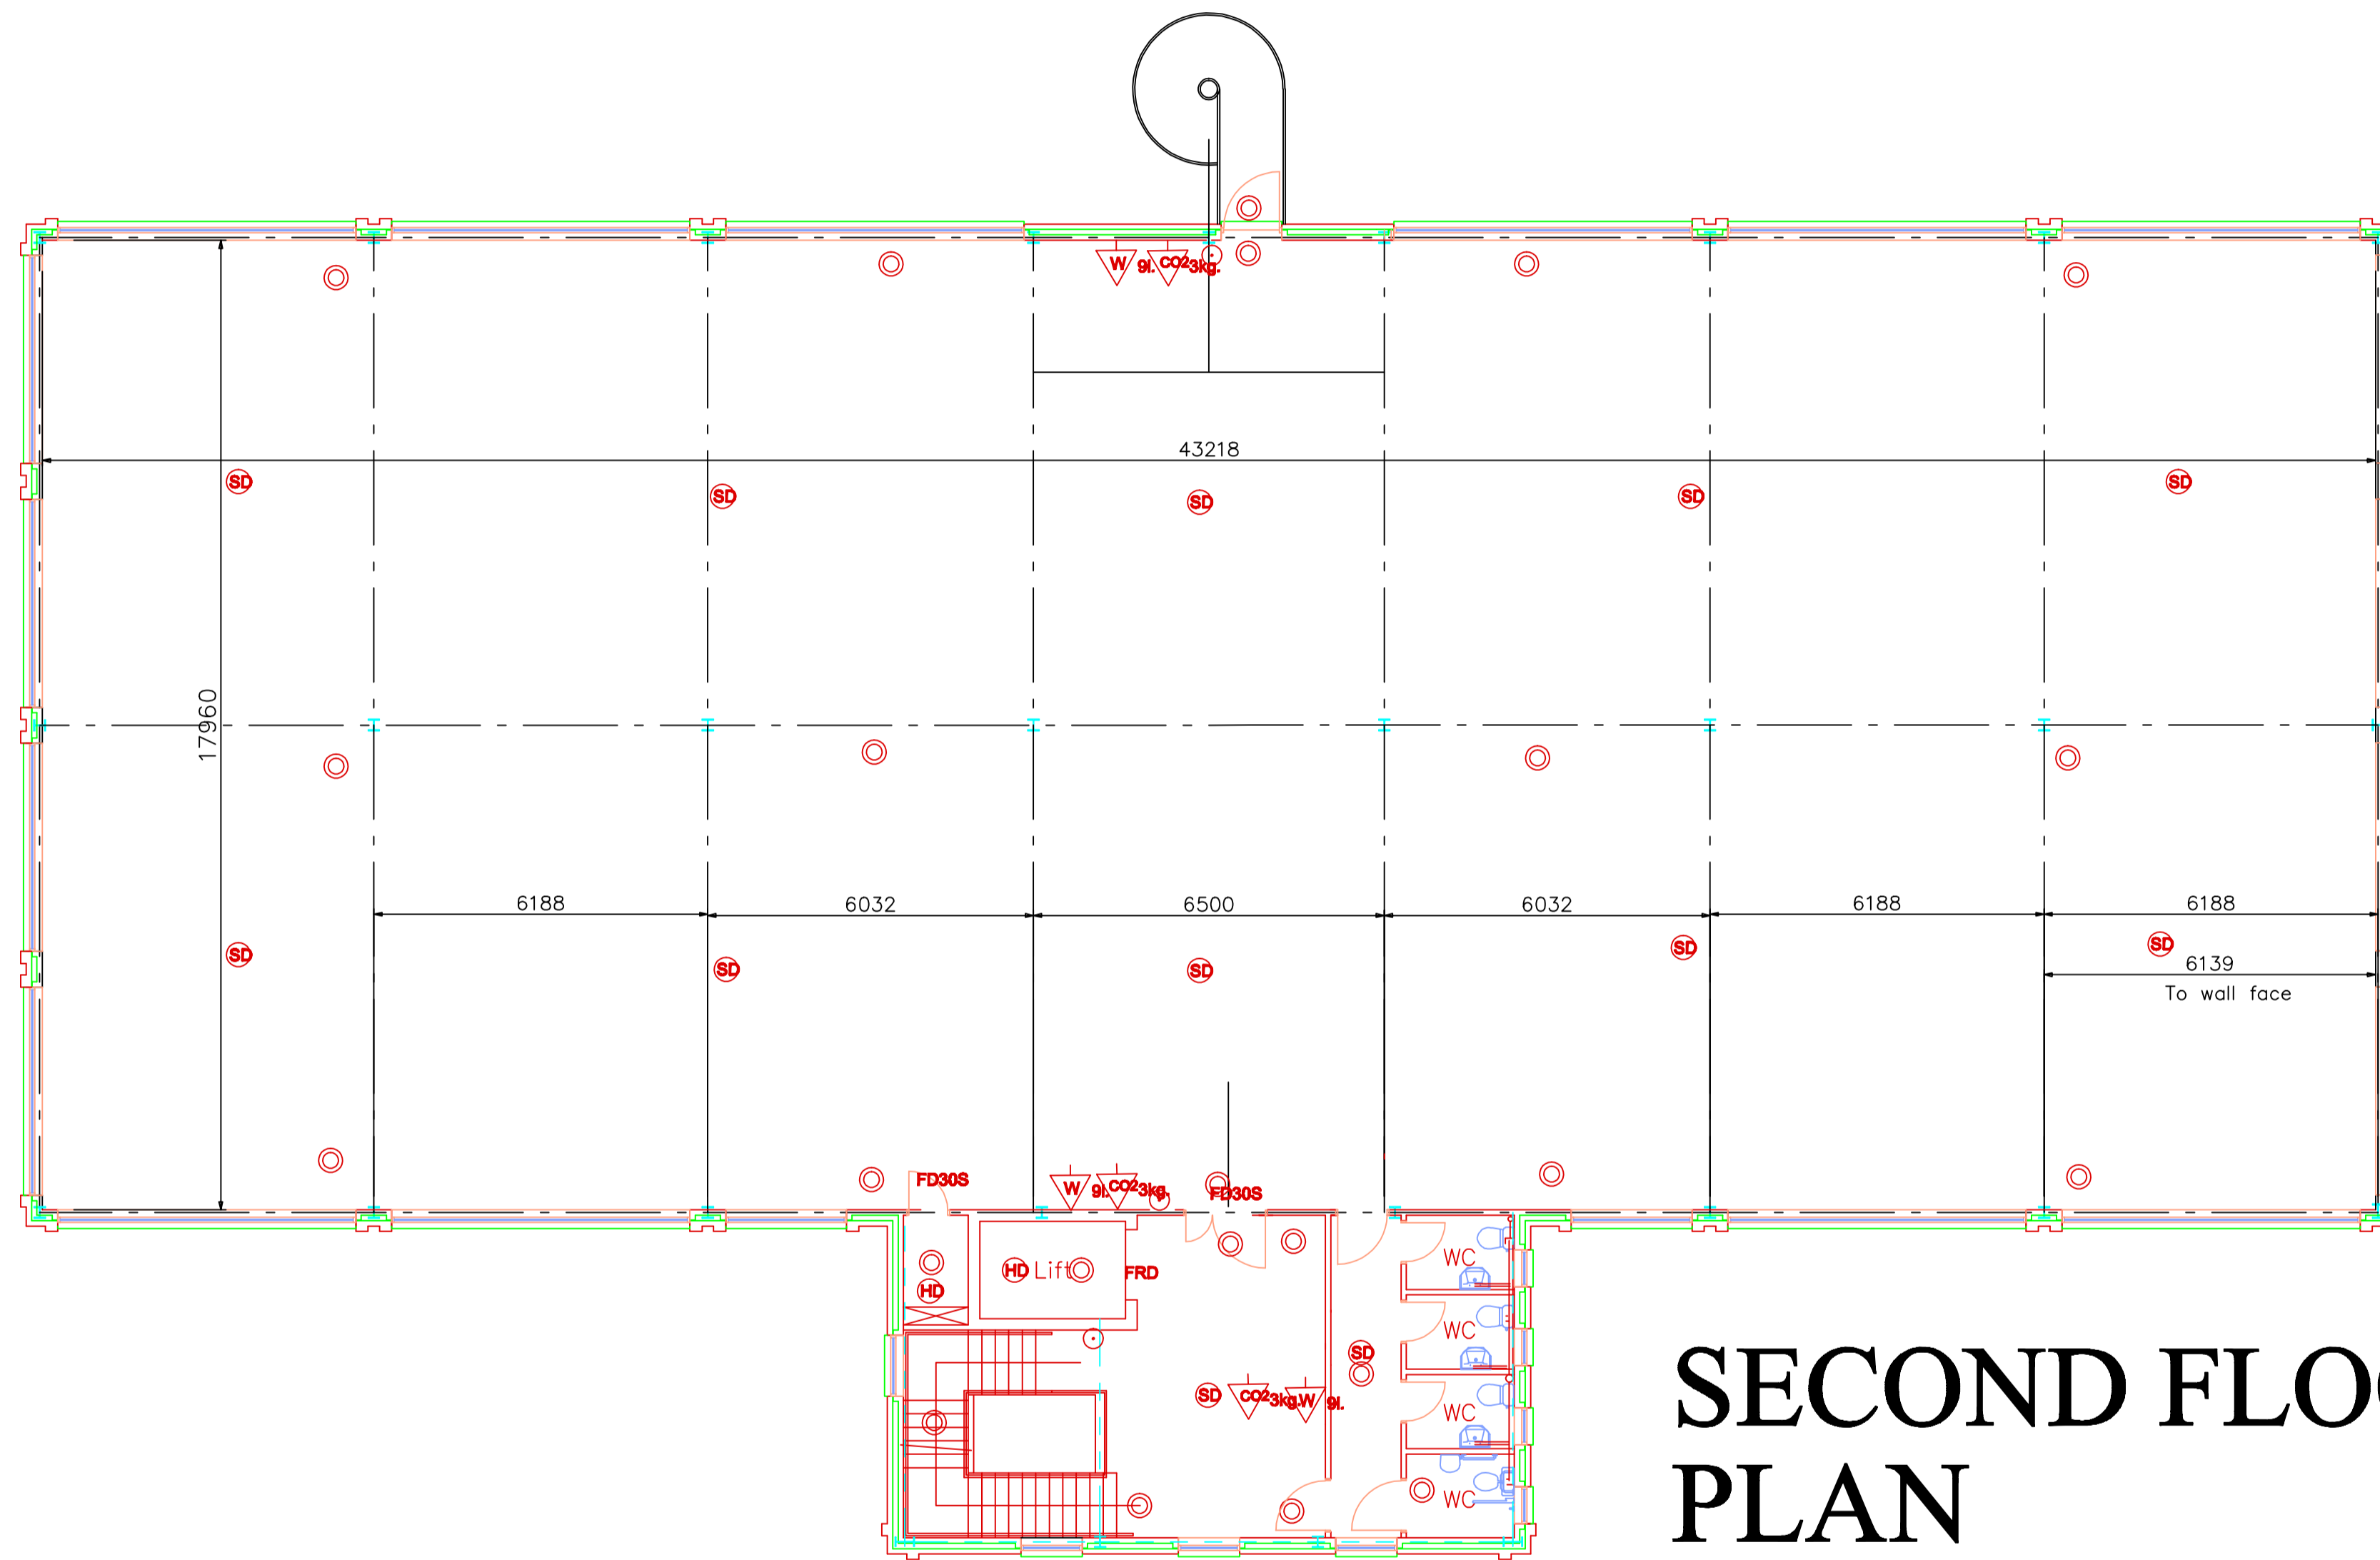 W 9l. CO2 3kg.
43218
SD
SD
SD
SD
SD
17960
6188
6032
6500
6032
6188
6188
SD
SD
SD
SD
SD
6139
To wall face
FD30S
W 9l. CO2 3kg.
FD30S
HD Lift
FRD
HD
WC
WC
SD
SD
CO2 3kg. W 9l.
WC
WC
SECOND FLOO
PLAN